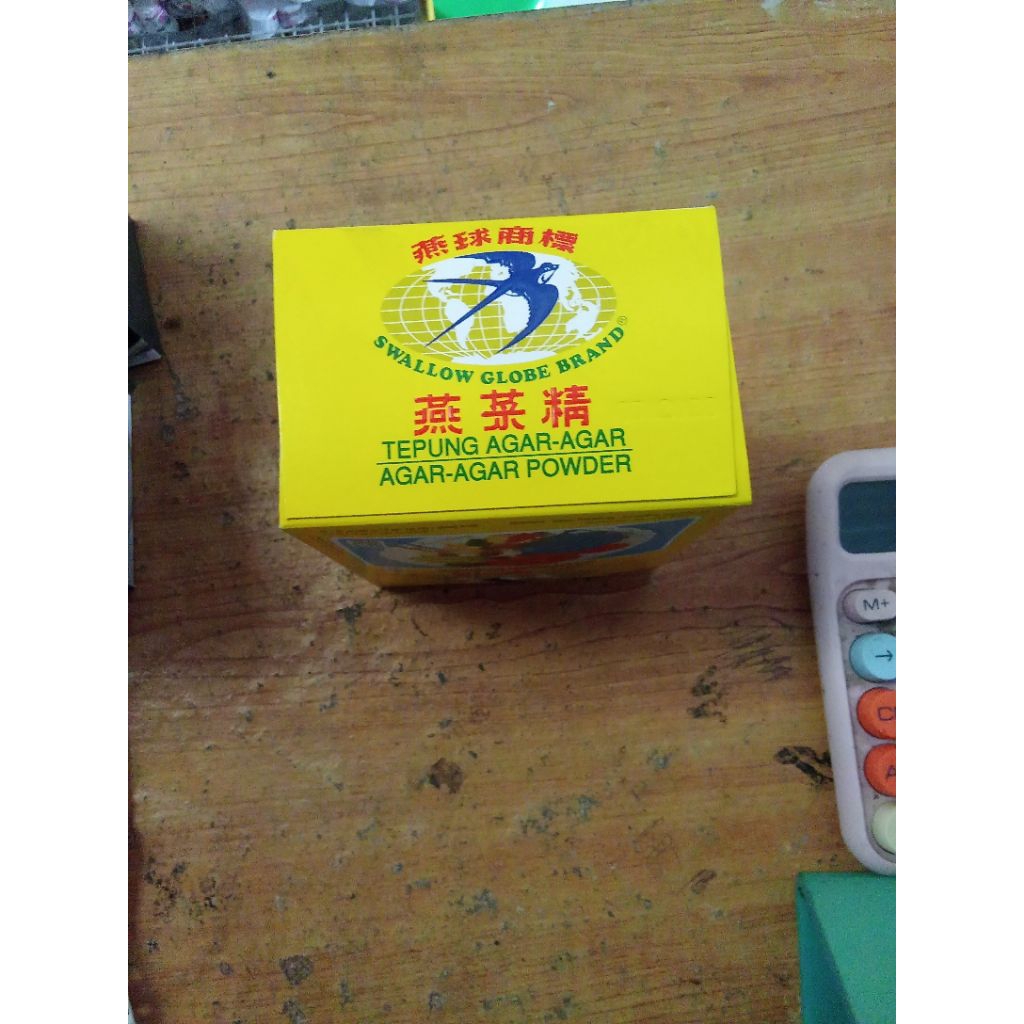 燕球商標
SWALLOW GLOBE BRAND®
燕菜精
TEPUNG AGAR-AGAR
AGAR-AGAR POWDER
M+
→